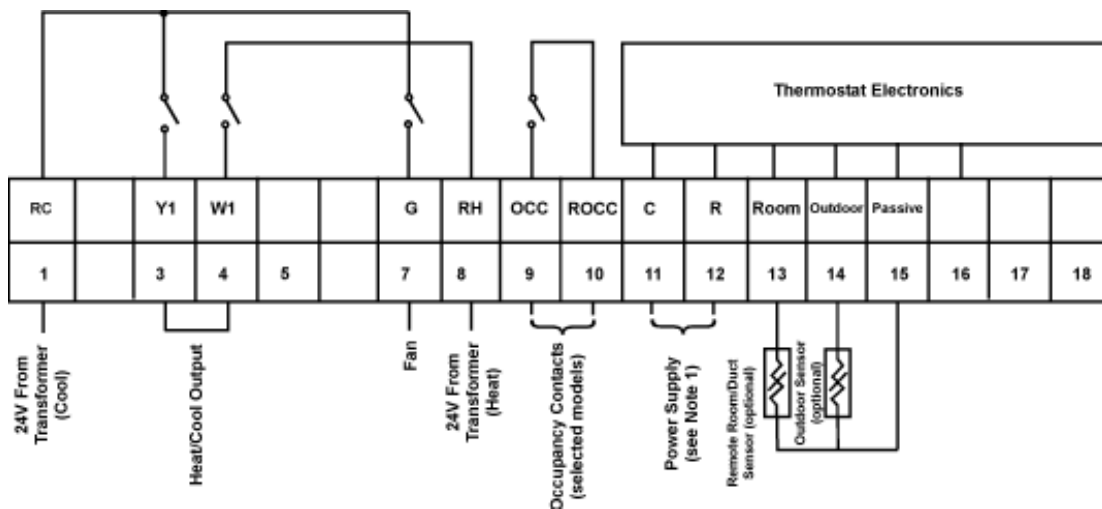 Thermostat Electronics
RC
Y1
W1
G
RH
OCC
ROCC
C
R
Room
Outdoor
Passive
1
3
4
5
7
8
9
10
11
12
13
14
15
16
17
18
24V From
Transformer
(Cool)
Heat/Cool Output
Fan
24V From
Transformer
(Heat)
Occupancy Contacts
(selected models)
Power Supply
(see Note 1)
Remote Room/Duct
Sensor (optional)
Outdoor Sensor
(optional)